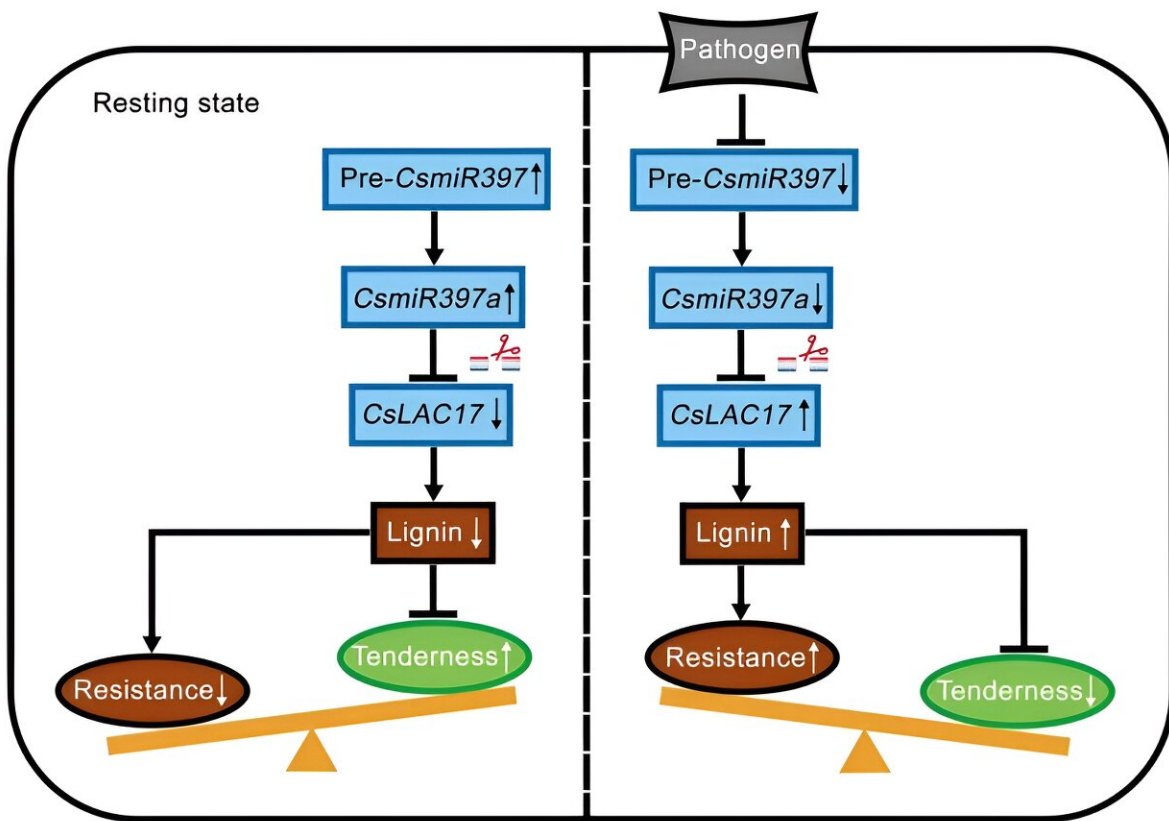 Resting state
Pre-CsmiR397↑
CsmiR397a↑
CsLAC17↓
Lignin↓
Resistance↓
Tenderness↑
Pathogen
Pre-CsmiR397↓
CsmiR397a↓
CsLAC17↑
Lignin↑
Resistance↑
Tenderness↓